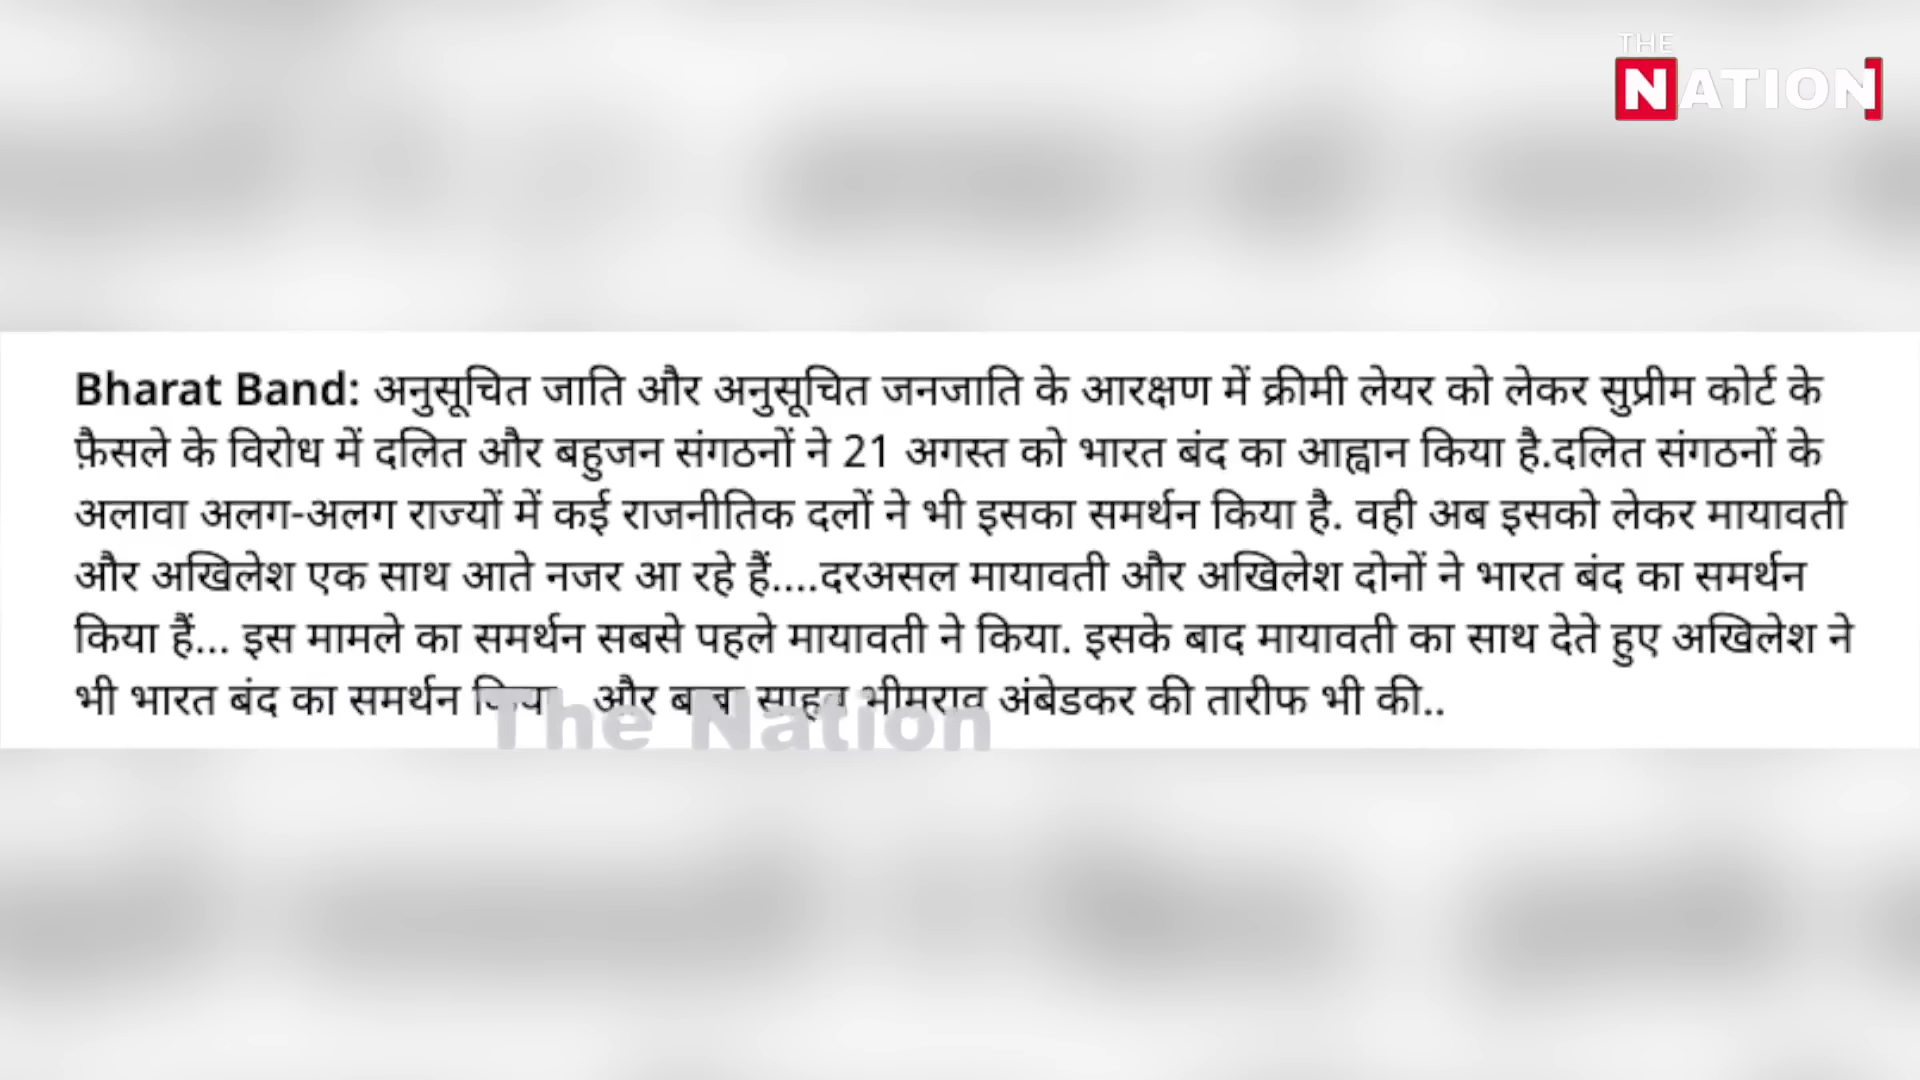 THE
NATION
Bharat Band: अनुसूचित जाति और अनुसूचित जनजाति के आरक्षण में क्रीमी लेयर को लेकर सुप्रीम कोर्ट के
फ़ैसले के विरोध में दलित और बहुजन संगठनों ने 21 अगस्त को भारत बंद का आह्वान किया है.दलित संगठनों के
अलावा अलग-अलग राज्यों में कई राजनीतिक दलों ने भी इसका समर्थन किया है. वही अब इसको लेकर मायावती
और अखिलेश एक साथ आते नजर आ रहे हैं....दरअसल मायावती और अखिलेश दोनों ने भारत बंद का समर्थन
किया हैं... इस मामले का समर्थन सबसे पहले मायावती ने किया. इसके बाद मायावती का साथ देते हुए अखिलेश ने
भी भारत बंद का समर्थन किया और बाबा साहब भीमराव अंबेडकर की तारीफ भी की..
The Nation